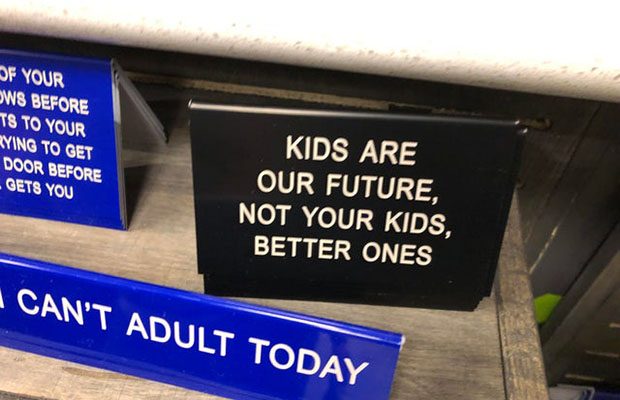 OF YOUR
OWS BEFORE
TS TO YOUR
RYING TO GET
DOOR BEFORE
GETS YOU
KIDS ARE
OUR FUTURE,
NOT YOUR KIDS,
BETTER ONES
I CAN'T ADULT TODAY